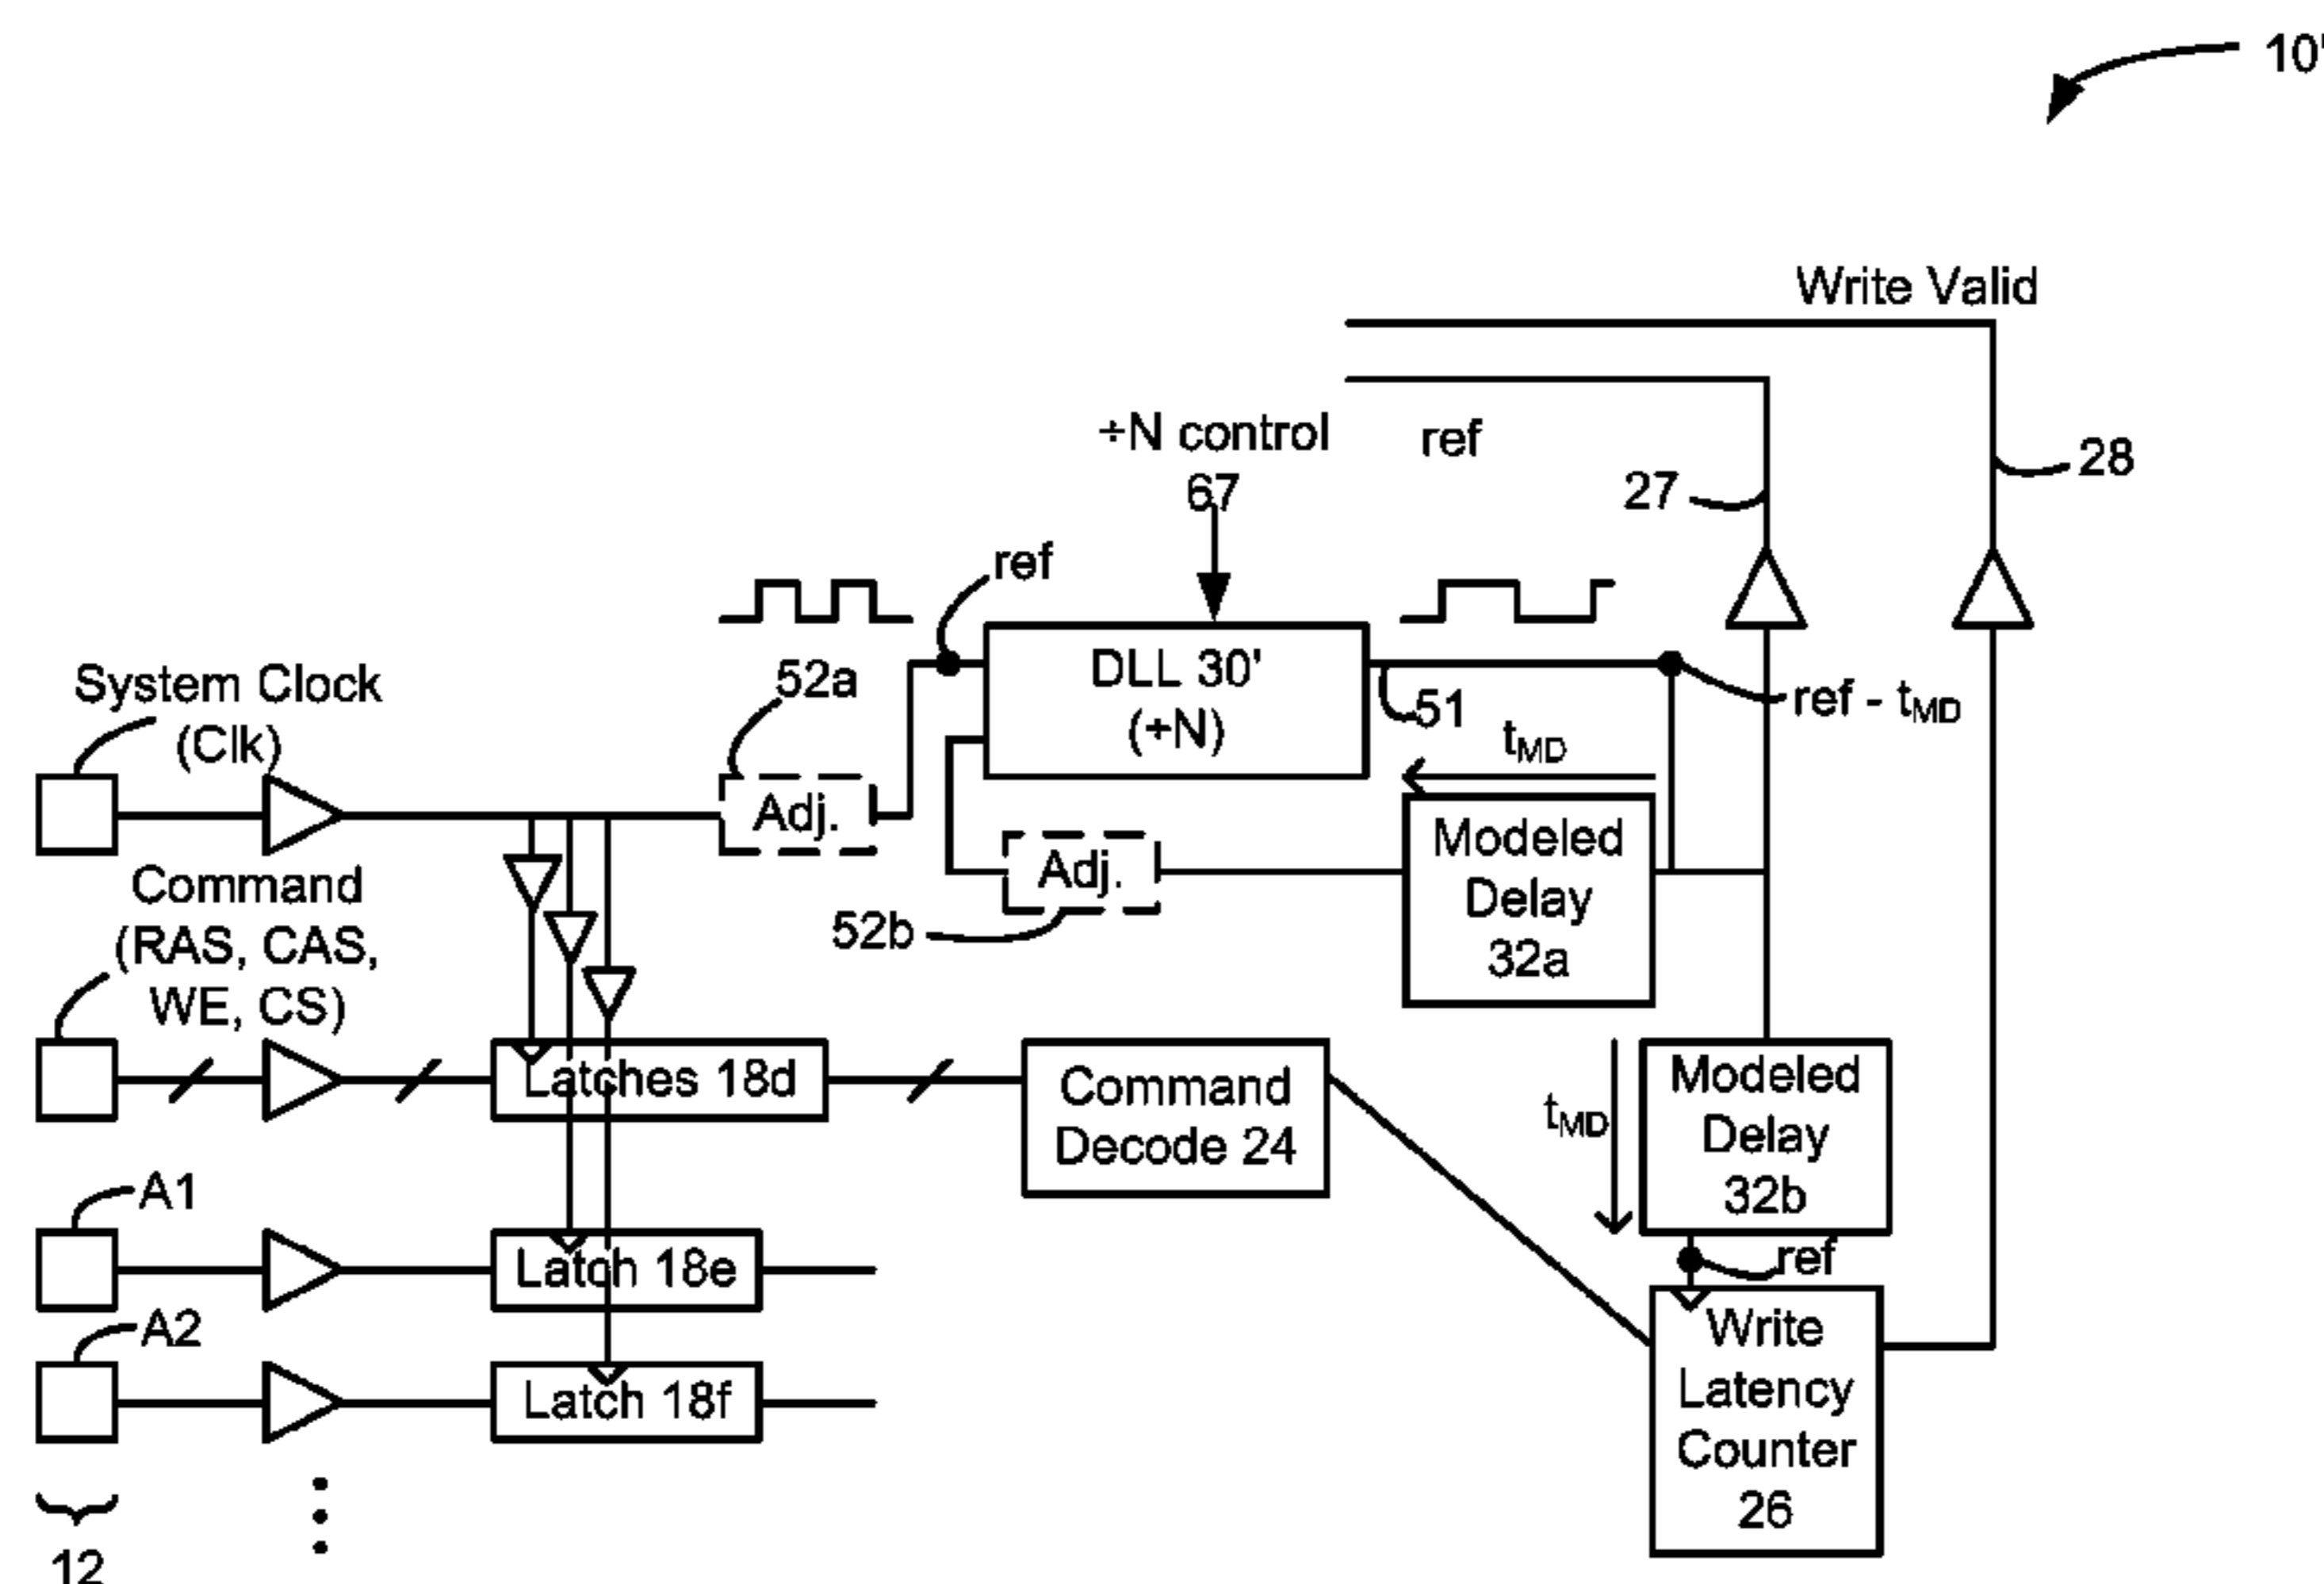 10'
Write Valid
÷N control
67
ref
27
28
ref
System Clock
(Clk)
52a
DLL 30'
(÷N)
51
ref - tMD
tMD
Adj.
Adj.
52b
Modeled
Delay
32a
Command
(RAS, CAS,
WE, CS)
Latches 18d
Command
Decode 24
tMD
Modeled
Delay
32b
ref
A1
Latch 18e
A2
Latch 18f
Write
Latency
Counter
26
12